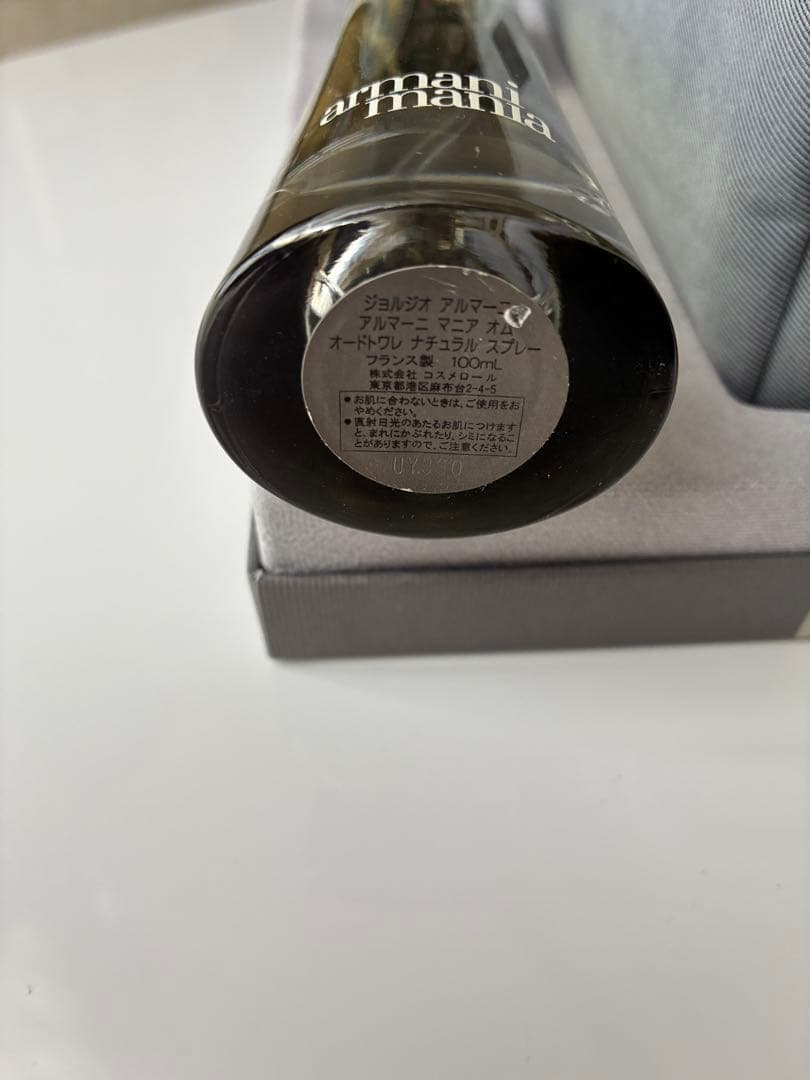 armani
mania
ジョルジオ アルマーニ
アルマーニ マニア オム
オードトワレ ナチュラル スプレー
フランス製 100mL
株式会社 コスメロール
東京都港区麻布台2-4-5
●お肌に合わないときは、ご使用をお
やめください。
●直射日光のあたるお肌につけます
と、まれにかぶれたり、シミになるこ
とがありますので、ご注意ください。